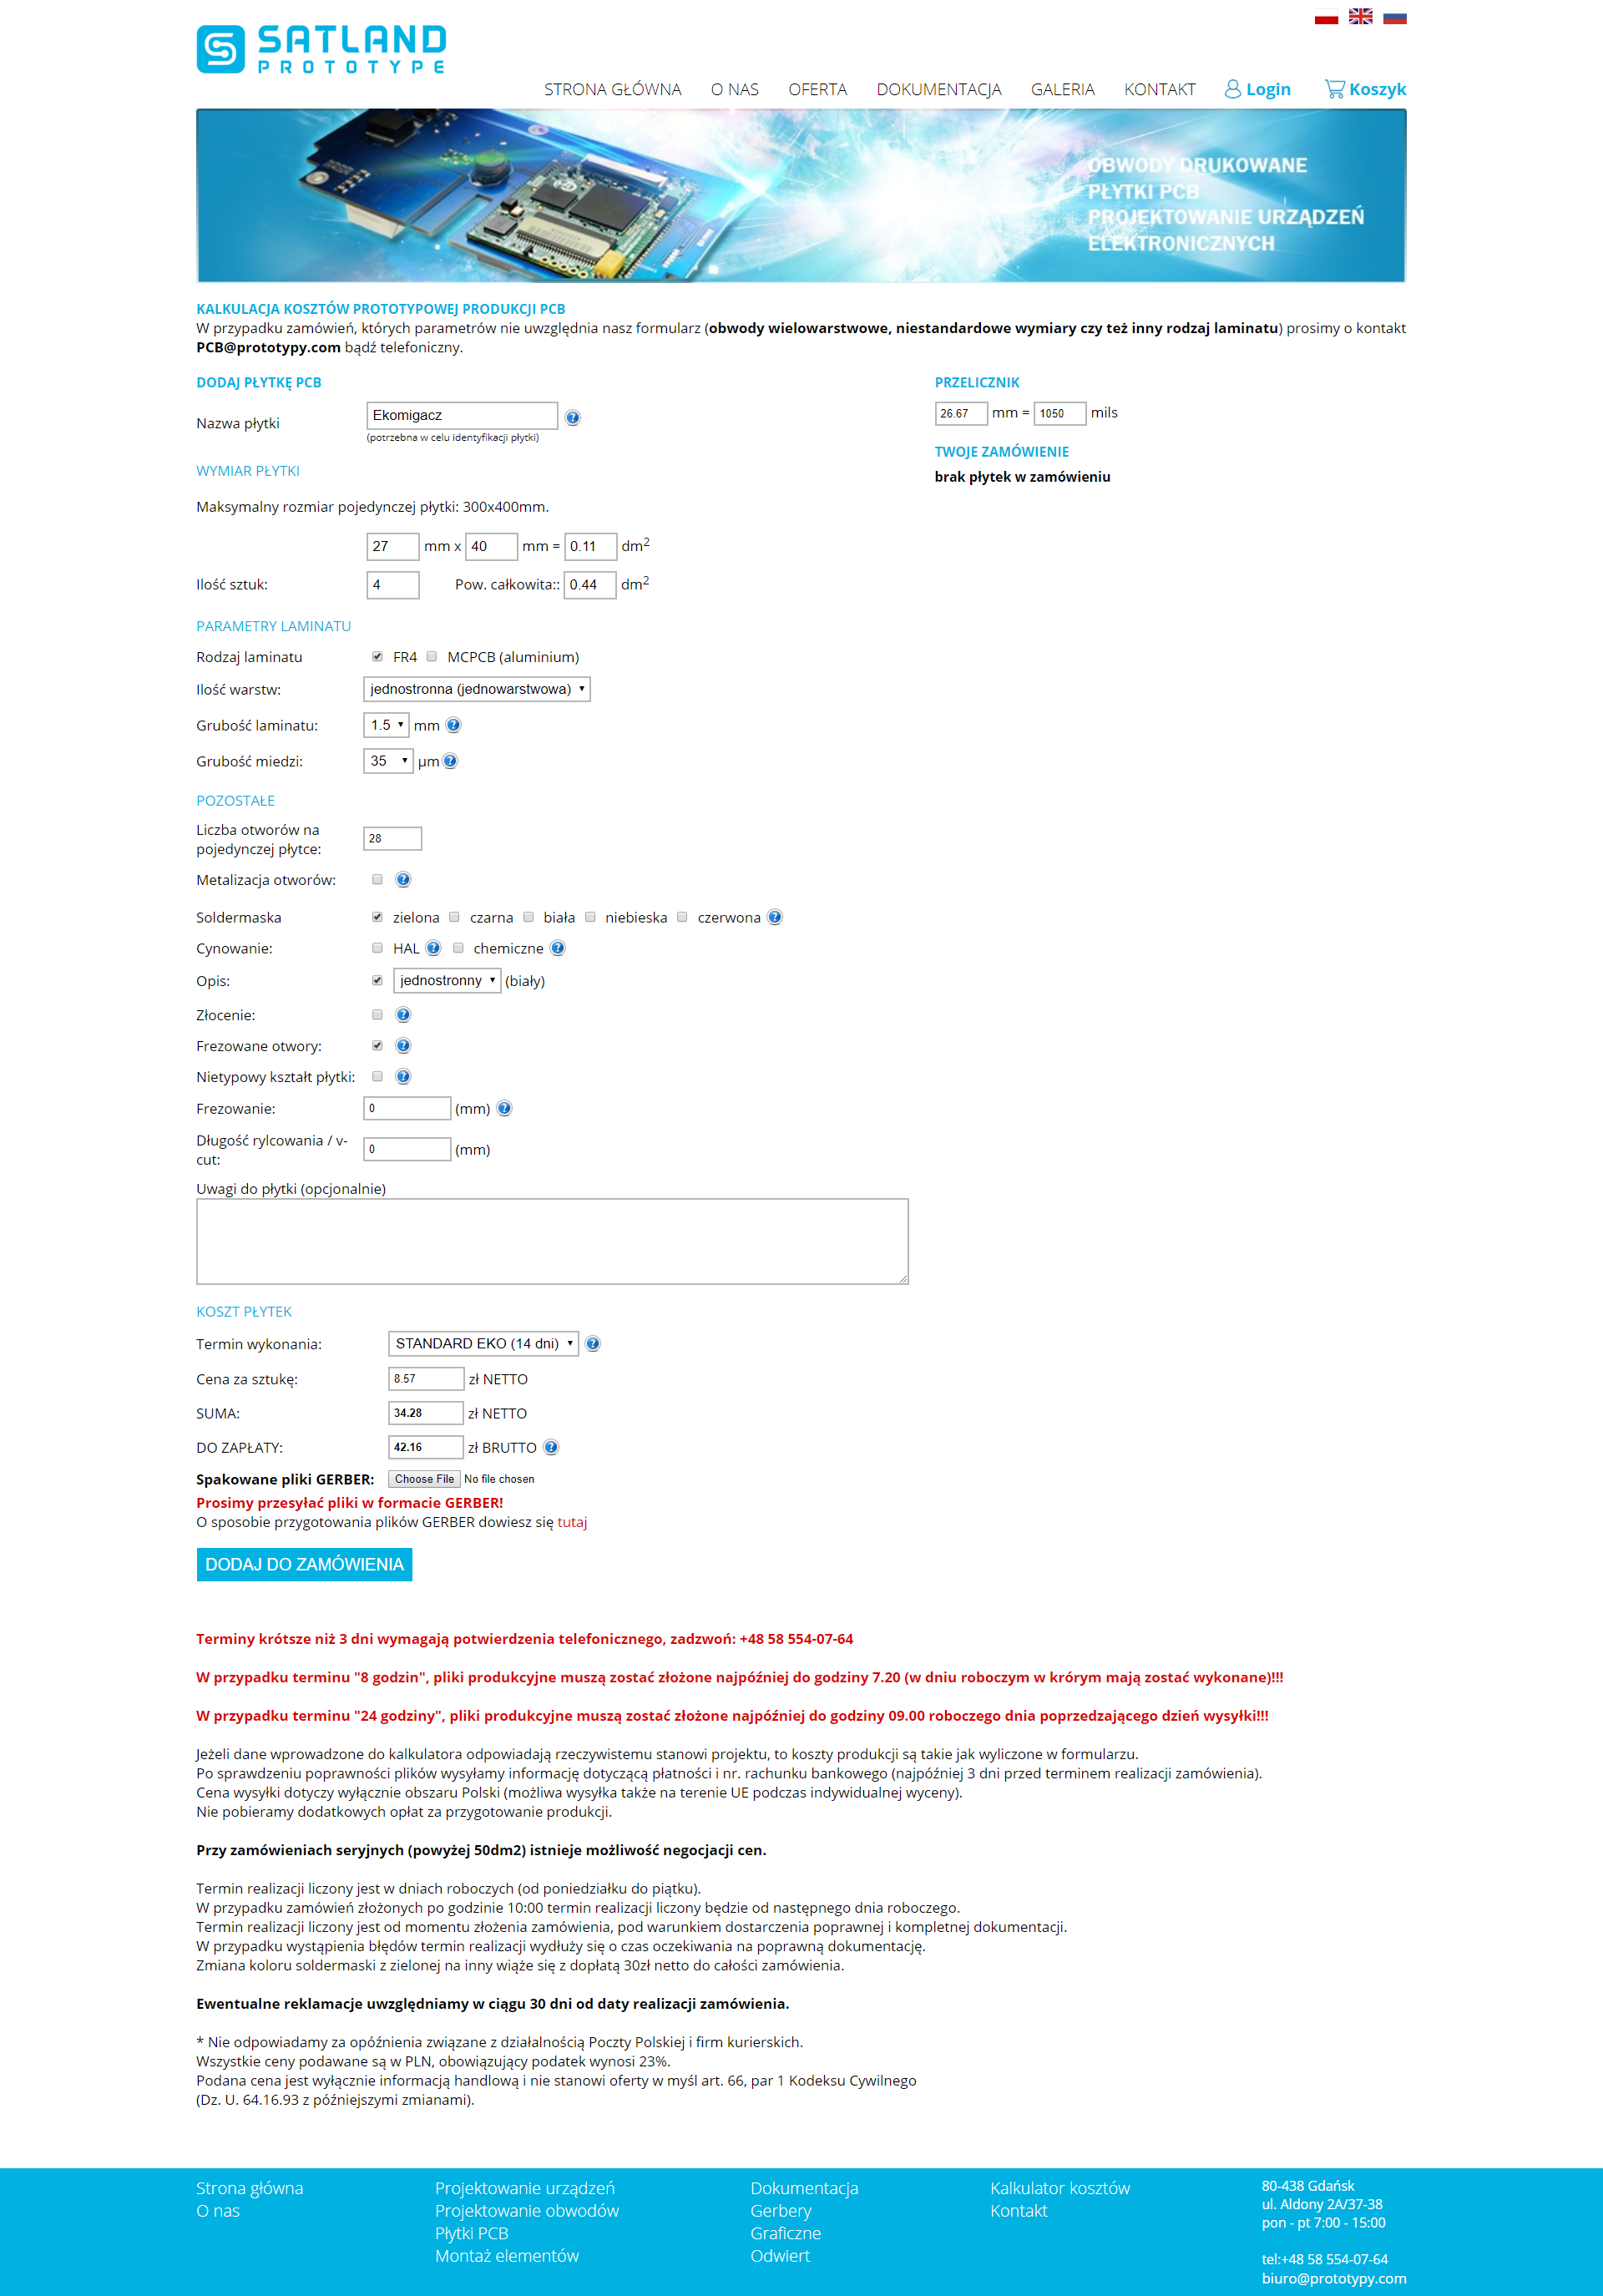 SATLAND
PROTOTYPE
STRONA GŁÓWNA O NAS OFERTA DOKUMENTACJA GALERIA KONTAKT Login Koszyk
OBWODY DRUKOWANE
PŁYTKI PCB
PROJEKTOWANIE URZĄDZEŃ
ELEKTRONICZNYCH
KALKULACJA KOSZTÓW PROTOTYPOWEJ PRODUKCJI PCB
W przypadku zamówień, których parametrów nie uwzględnia nasz formularz (obwody wielowarstwowe, niestandardowe wymiary czy też inny rodzaj laminatu) prosimy o kontakt
PCB@prototypy.com bądź telefoniczny.
DODAJ PŁYTKĘ PCB
Nazwa płytki Ekomigacz ?
(potrzebna w celu identyfikacji płytki)
WYMIAR PŁYTKI
Maksymalny rozmiar pojedynczej płytki: 300x400mm.
27 mm x 40 mm = 0.11 dm2
Ilość sztuk: 4 Pow. całkowita:: 0.44 dm2
PARAMETRY LAMINATU
Rodzaj laminatu FR4 MCPCB (aluminium)
Ilość warstw: jednostronna (jednowarstwowa)
Grubość laminatu: 1.5 mm ?
Grubość miedzi: 35 µm ?
POZOSTAŁE
Liczba otworów na
pojedynczej płytce: 28
Metalizacja otworów: ?
Soldermaska zielona czarna biała niebieska czerwona ?
Cynowanie: HAL ? chemiczne ?
Opis: jednostronny (biały)
Złocenie: ?
Frezowane otwory: ?
Nietypowy kształt płytki: ?
Frezowanie: 0 (mm) ?
Długość rylcowania / v-
cut: 0 (mm)
Uwagi do płytki (opcjonalnie)
KOSZT PŁYTEK
Termin wykonania: STANDARD EKO (14 dni) ?
Cena za sztukę: 8.57 zł NETTO
SUMA: 34.28 zł NETTO
DO ZAPŁATY: 42.16 zł BRUTTO ?
Spakowane pliki GERBER: Choose File No file chosen
Prosimy przesyłać pliki w formacie GERBER!
O sposobie przygotowania plików GERBER dowiesz się tutaj
DODAJ DO ZAMÓWIENIA
PRZELICZNIK
26.67 mm = 1050 mils
TWOJE ZAMÓWIENIE
brak płytek w zamówieniu
Terminy krótsze niż 3 dni wymagają potwierdzenia telefonicznego, zadzwoń: +48 58 554-07-64
W przypadku terminu "8 godzin", pliki produkcyjne muszą zostać złożone najpóźniej do godziny 7.20 (w dniu roboczym w krórym mają zostać wykonane)!!!
W przypadku terminu "24 godziny", pliki produkcyjne muszą zostać złożone najpóźniej do godziny 09.00 roboczego dnia poprzedzającego dzień wysyłki!!!
Jeżeli dane wprowadzone do kalkulatora odpowiadają rzeczywistemu stanowi projektu, to koszty produkcji są takie jak wyliczone w formularzu.
Po sprawdzeniu poprawności plików wysyłamy informację dotyczącą płatności i nr. rachunku bankowego (najpóźniej 3 dni przed terminem realizacji zamówienia).
Cena wysyłki dotyczy wyłącznie obszaru Polski (możliwa wysyłka także na terenie UE podczas indywidualnej wyceny).
Nie pobieramy dodatkowych opłat za przygotowanie produkcji.
Przy zamówieniach seryjnych (powyżej 50dm2) istnieje możliwość negocjacji cen.
Termin realizacji liczony jest w dniach roboczych (od poniedziałku do piątku).
W przypadku zamówień złożonych po godzinie 10:00 termin realizacji liczony będzie od następnego dnia roboczego.
Termin realizacji liczony jest od momentu złożenia zamówienia, pod warunkiem dostarczenia poprawnej i kompletnej dokumentacji.
W przypadku wystąpienia błędów termin realizacji wydłuży się o czas oczekiwania na poprawną dokumentację.
Zmiana koloru soldermaski z zielonej na inny wiąże się z dopłatą 30zł netto do całości zamówienia.
Ewentualne reklamacje uwzględniamy w ciągu 30 dni od daty realizacji zamówienia.
* Nie odpowiadamy za opóźnienia związane z działalnością Poczty Polskiej i firm kurierskich.
Wszystkie ceny podawane są w PLN, obowiązujący podatek wynosi 23%.
Podana cena jest wyłącznie informacją handlową i nie stanowi oferty w myśl art. 66, par 1 Kodeksu Cywilnego
(Dz. U. 64.16.93 z późniejszymi zmianami).
Strona główna
O nas
Projektowanie urządzeń
Projektowanie obwodów
Płytki PCB
Montaż elementów
Dokumentacja
Gerbery
Graficzne
Odwiert
Kalkulator kosztów
Kontakt
80-438 Gdańsk
ul. Aldony 2A/37-38
pon - pt 7:00 - 15:00
tel:+48 58 554-07-64
biuro@prototypy.com